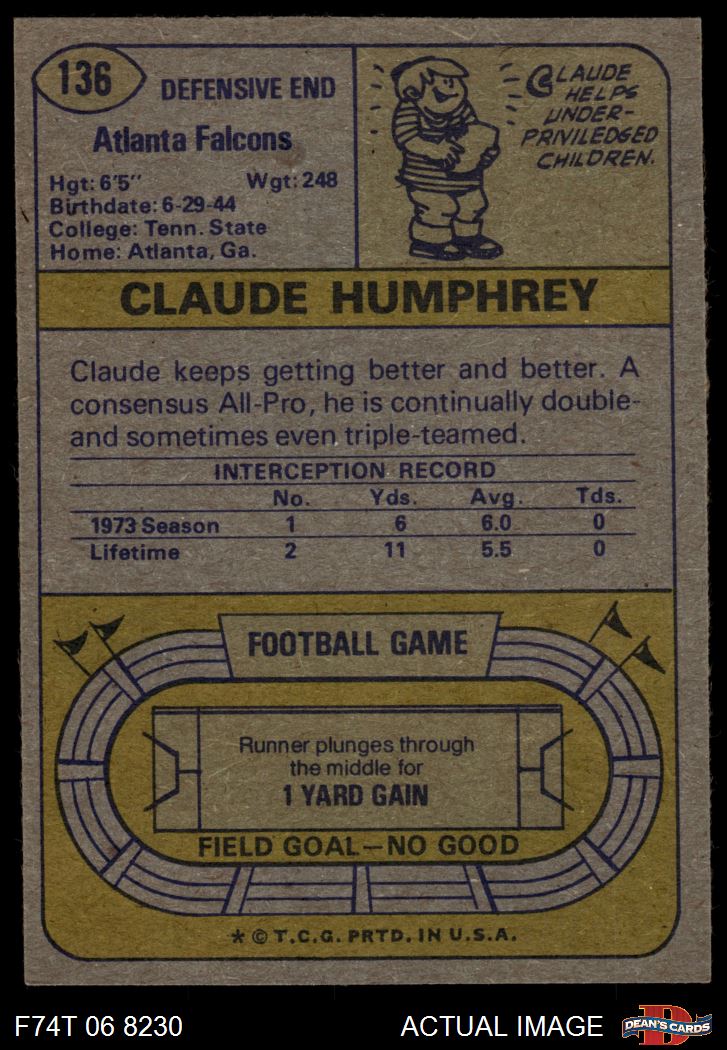 136
DEFENSIVE END
Atlanta Falcons
Hgt: 6'5" Wgt: 248
Birthdate: 6-29-44
College: Tenn. State
Home: Atlanta, Ga.
CLAUDE
HELPS
UNDER-
PRIVILEDGED
CHILDREN.
CLAUDE HUMPHREY
Claude keeps getting better and better. A
consensus All-Pro, he is continually double-
and sometimes even triple-teamed.
INTERCEPTION RECORD
No. Yds. Avg. Tds.
1973 Season 1 6 6.0 0
Lifetime 2 11 5.5 0
FOOTBALL GAME
Runner plunges through
the middle for
1 YARD GAIN
FIELD GOAL—NO GOOD
* © T.C.G. PRTD. IN U.S.A.
F74T 06 8230 ACTUAL IMAGE
D
DEAN'S CARDS